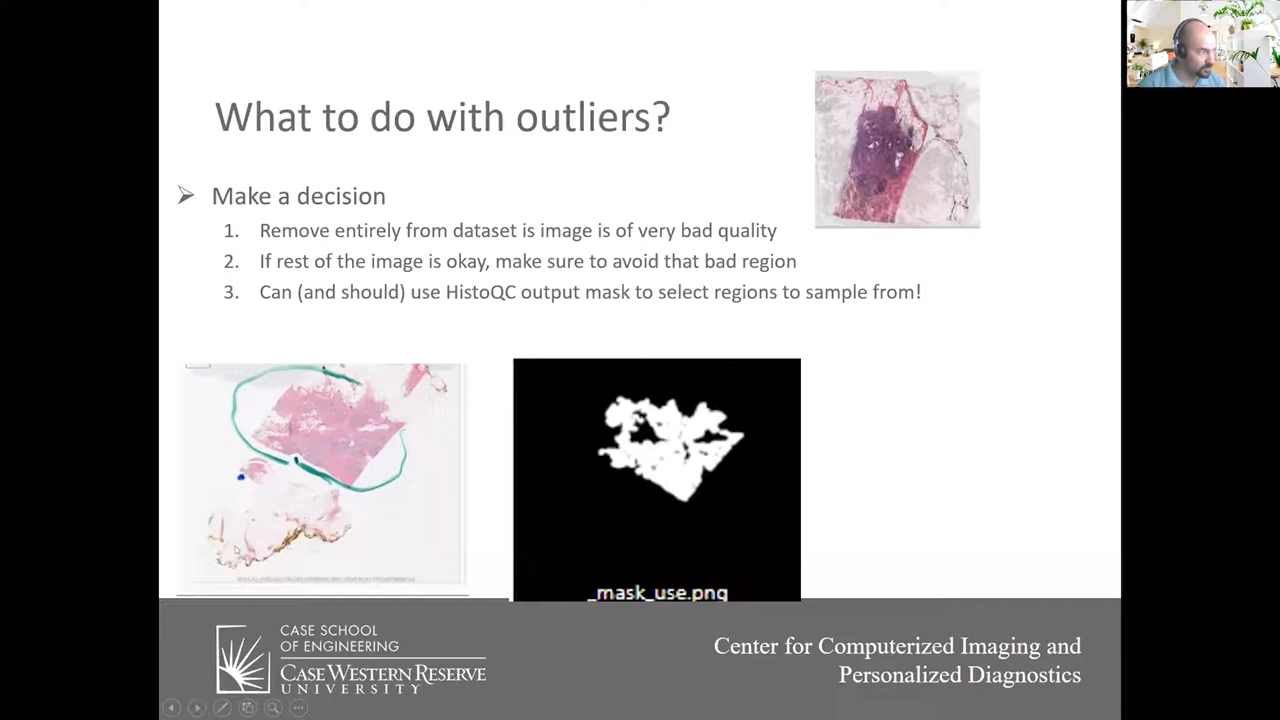 What to do with outliers?
Make a decision
1. Remove entirely from dataset is image is of very bad quality
2. If rest of the image is okay, make sure to avoid that bad region
3. Can (and should) use HistoQC output mask to select regions to sample from!
_mask_use.png
CASE SCHOOL
OF ENGINEERING
CASE WESTERN RESERVE
UNIVERSITY
Center for Computerized Imaging and
Personalized Diagnostics